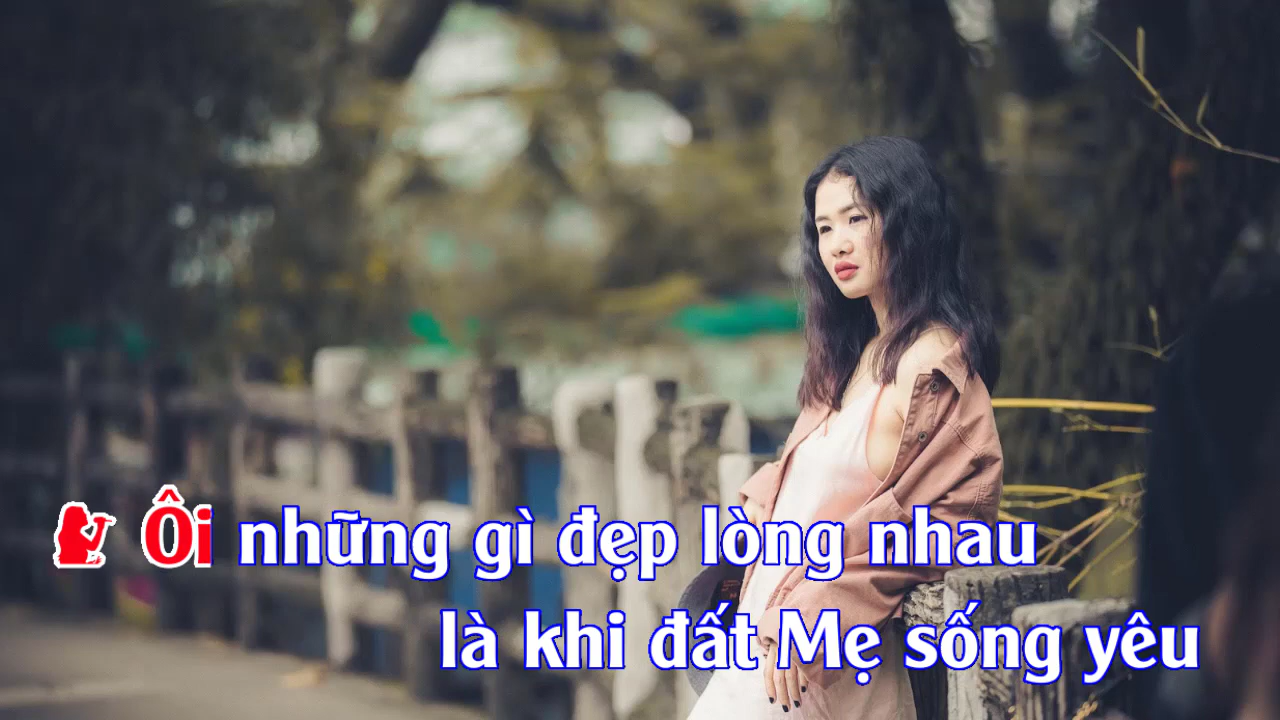 Ôi những gì đẹp lòng nhau
là khi đất Mẹ sống yêu